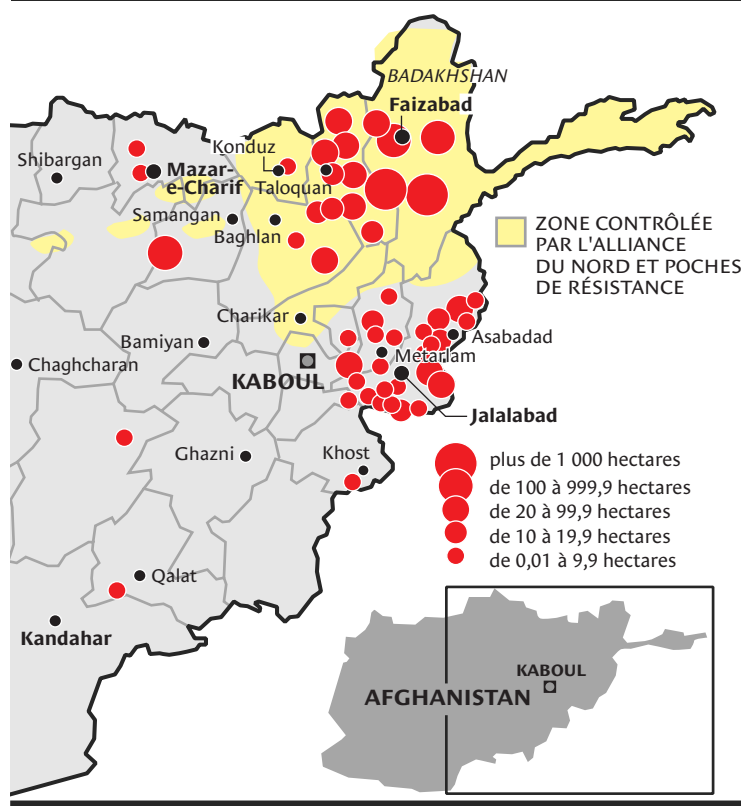 BADAKHSHAN
Faizabad
Konduz
Shibargan
Mazar-
e-Charif
Taloquan
Samangan
Baghlan
ZONE CONTRÔLÉE
PAR L'ALLIANCE
DU NORD ET POCHES
DE RÉSISTANCE
Charikar
Asabadad
Bamiyan
Metarlam
Chaghcharan
KABOUL
Jalalabad
Ghazni
Khost
plus de 1 000 hectares
de 100 à 999,9 hectares
de 20 à 99,9 hectares
de 10 à 19,9 hectares
de 0,01 à 9,9 hectares
Qalat
Kandahar
KABOUL
AFGHANISTAN